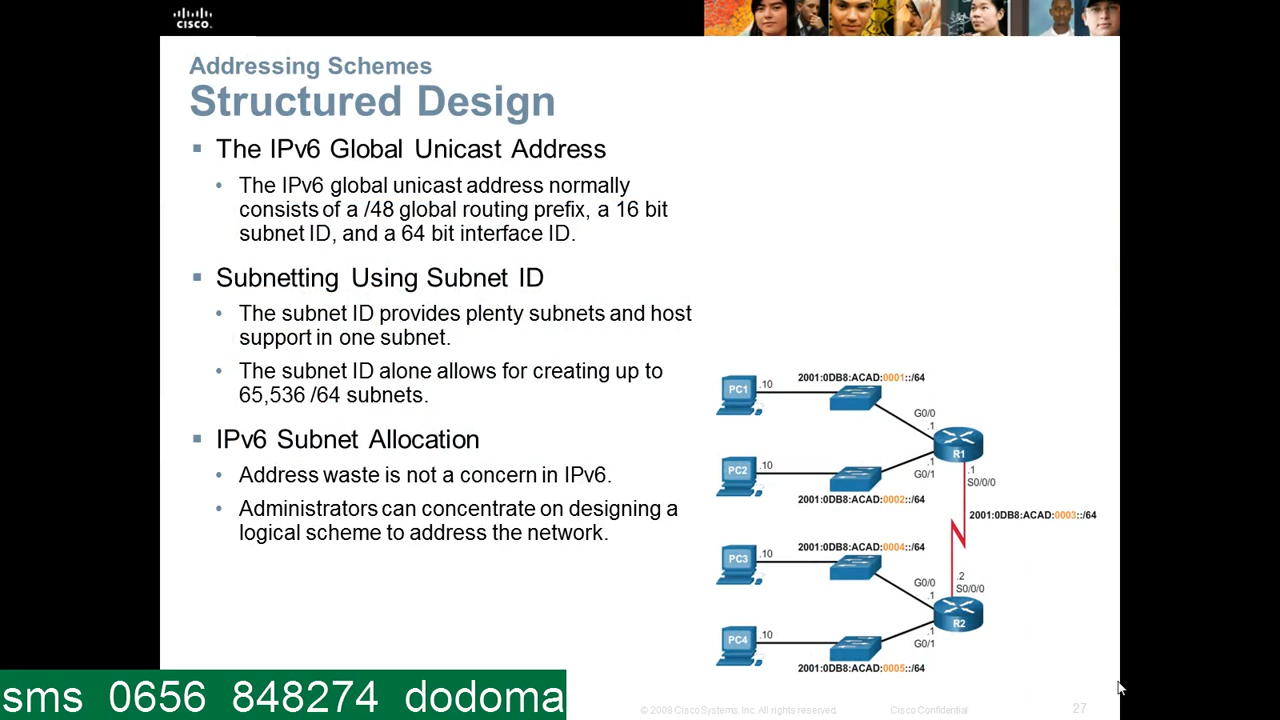 CISCO.
Addressing Schemes
Structured Design
The IPv6 Global Unicast Address
The IPv6 global unicast address normally
consists of a /48 global routing prefix, a 16 bit
subnet ID, and a 64 bit interface ID.
Subnetting Using Subnet ID
The subnet ID provides plenty subnets and host
support in one subnet.
The subnet ID alone allows for creating up to
65,536 /64 subnets.
IPv6 Subnet Allocation
Address waste is not a concern in IPv6.
Administrators can concentrate on designing a
logical scheme to address the network.
2001:0DB8:ACAD:0001::/64
PC1
.10
G0/0
.1
R1
PC2
.10
.1
G0/1
.1
S0/0/0
2001:0DB8:ACAD:0002::/64
2001:0DB8:ACAD:0003::/64
2001:0DB8:ACAD:0004::/64
PC3
.10
G0/0
.1
.2
S0/0/0
R2
PC4
.10
.1
G0/1
2001:0DB8:ACAD:0005::/64
sms 0656 848274 dodoma
© 2008 Cisco Systems, Inc. All rights reserved.
Cisco Confidential
27